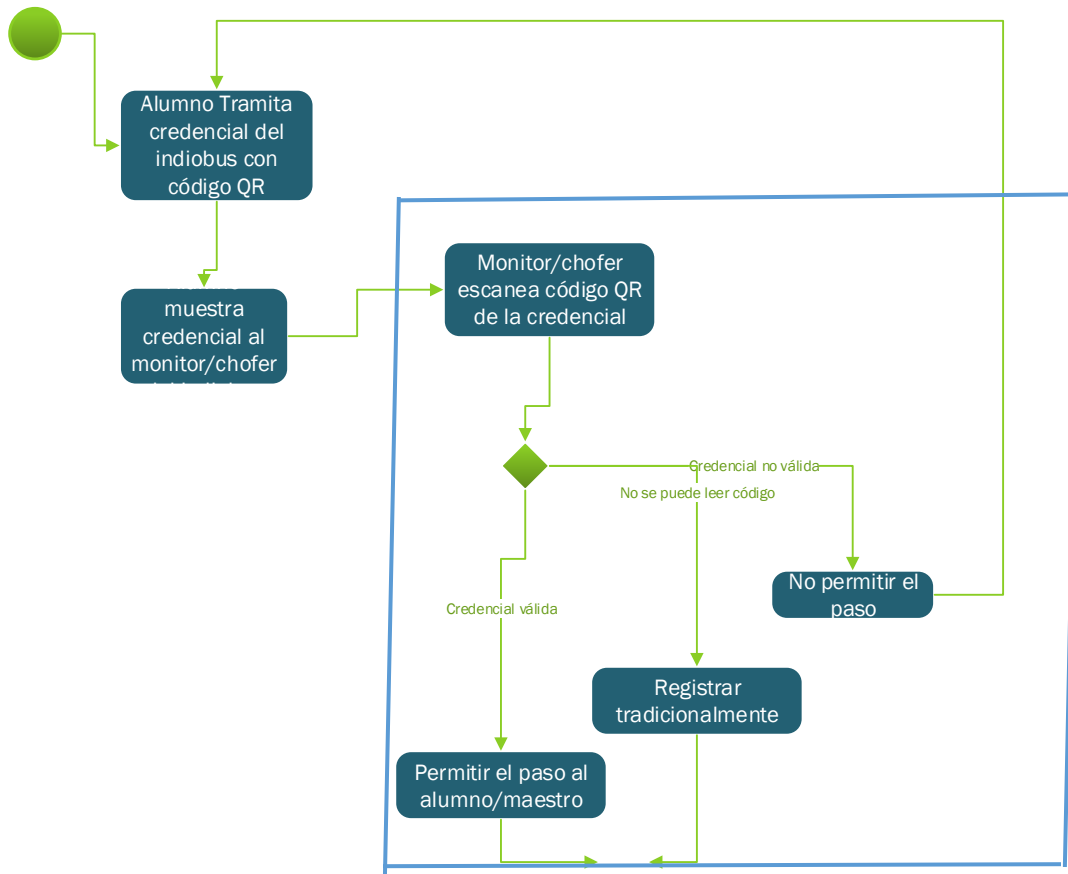 Alumno Tramita
credencial del
indiobus con
código QR
muestra
credencial al
monitor/chofer
Monitor/chofer
escanea código QR
de la credencial
Credencial no válida
No se puede leer código
No permitir el
paso
Credencial válida
Registrar
tradicionalmente
Permitir el paso al
alumno/maestro